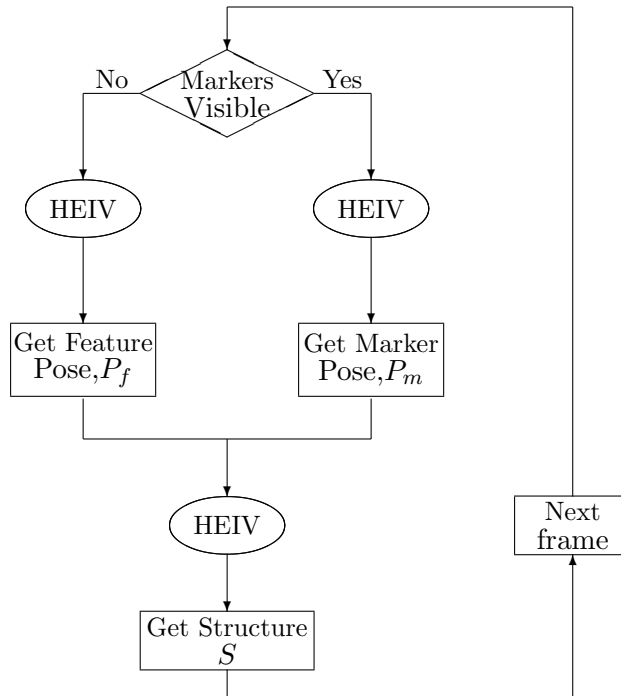 No
Markers
Visible
Yes
HEIV
HEIV
Get Feature
Pose,P_f
Get Marker
Pose,P_m
HEIV
Next
frame
Get Structure
S